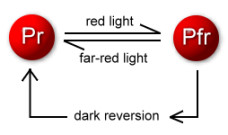 red light
Pr
Pfr
far-red light
dark reversion